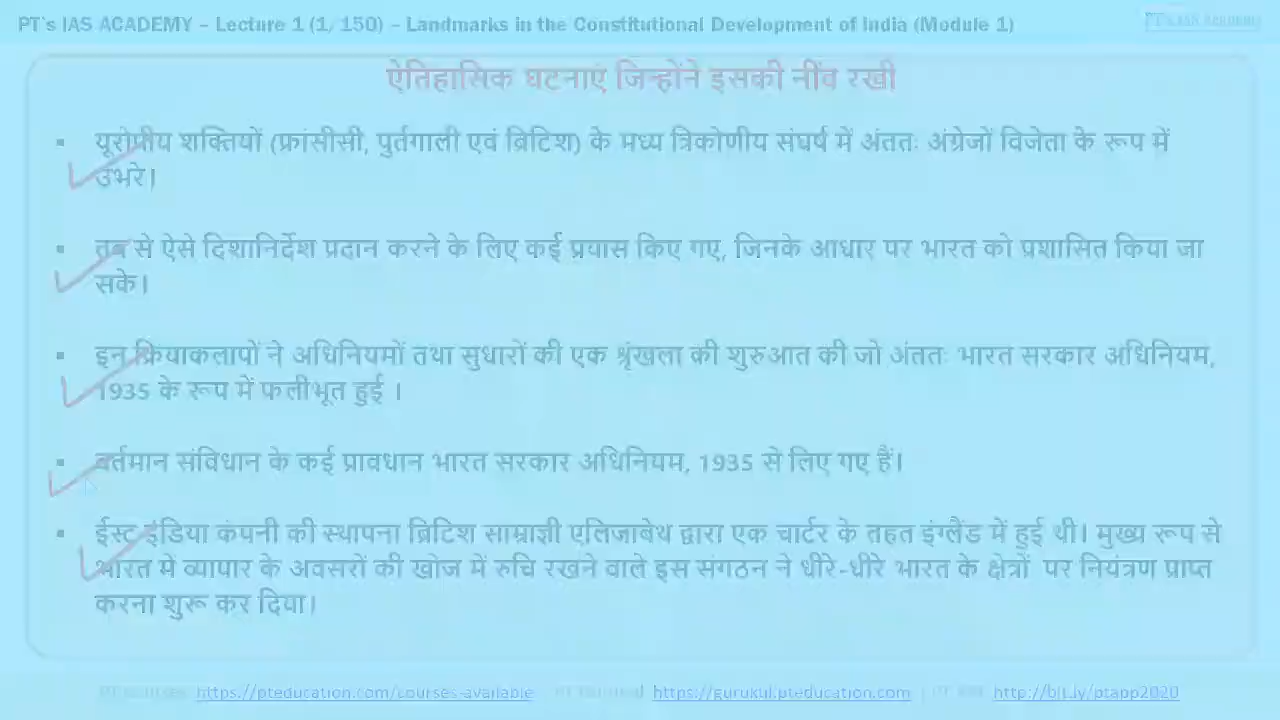 PT's IAS ACADEMY – Lecture 1 (1/ 150) – Landmarks in the Constitutional Development of India (Module 1)
PT's IAS Academy
ऐतिहासिक घटनाएं जिन्होंने इसकी नींव रखी
▪ यूरोपीय शक्तियों (फ्रांसीसी, पुर्तगाली एवं ब्रिटिश) के मध्य त्रिकोणीय संघर्ष में अंततः अंग्रेजों विजेता के रूप में
उभरे।
▪ तब से ऐसे दिशानिर्देश प्रदान करने के लिए कई प्रयास किए गए, जिनके आधार पर भारत को प्रशासित किया जा
सके।
▪ इन क्रियाकलापों ने अधिनियमों तथा सुधारों की एक श्रृंखला की शुरुआत की जो अंततः भारत सरकार अधिनियम,
1935 के रूप में फलीभूत हुई ।
▪ वर्तमान संविधान के कई प्रावधान भारत सरकार अधिनियम, 1935 से लिए गए हैं।
▪ ईस्ट इंडिया कंपनी की स्थापना ब्रिटिश साम्राज्ञी एलिजाबेथ द्वारा एक चार्टर के तहत इंग्लैंड में हुई थी। मुख्य रूप से
भारत में व्यापार के अवसरों की खोज में रुचि रखने वाले इस संगठन ने धीरे-धीरे भारत के क्षेत्रों पर नियंत्रण प्राप्त
करना शुरू कर दिया।
https://pteducation.com/courses-available https://gurukul.pteducation.com http://bit.ly/ptapp2020